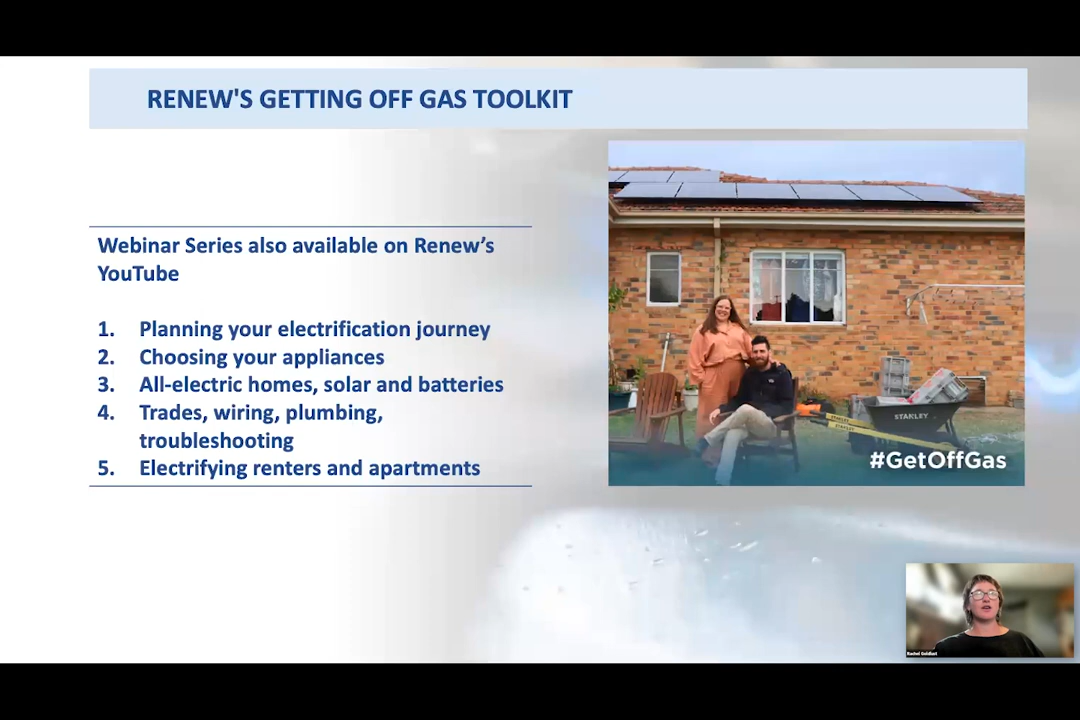 RENEW'S GETTING OFF GAS TOOLKIT
Webinar Series also available on Renew's
YouTube
1. Planning your electrification journey
2. Choosing your appliances
3. All-electric homes, solar and batteries
4. Trades, wiring, plumbing,
troubleshooting
5. Electrifying renters and apartments
STANLEY
#GetOffGas